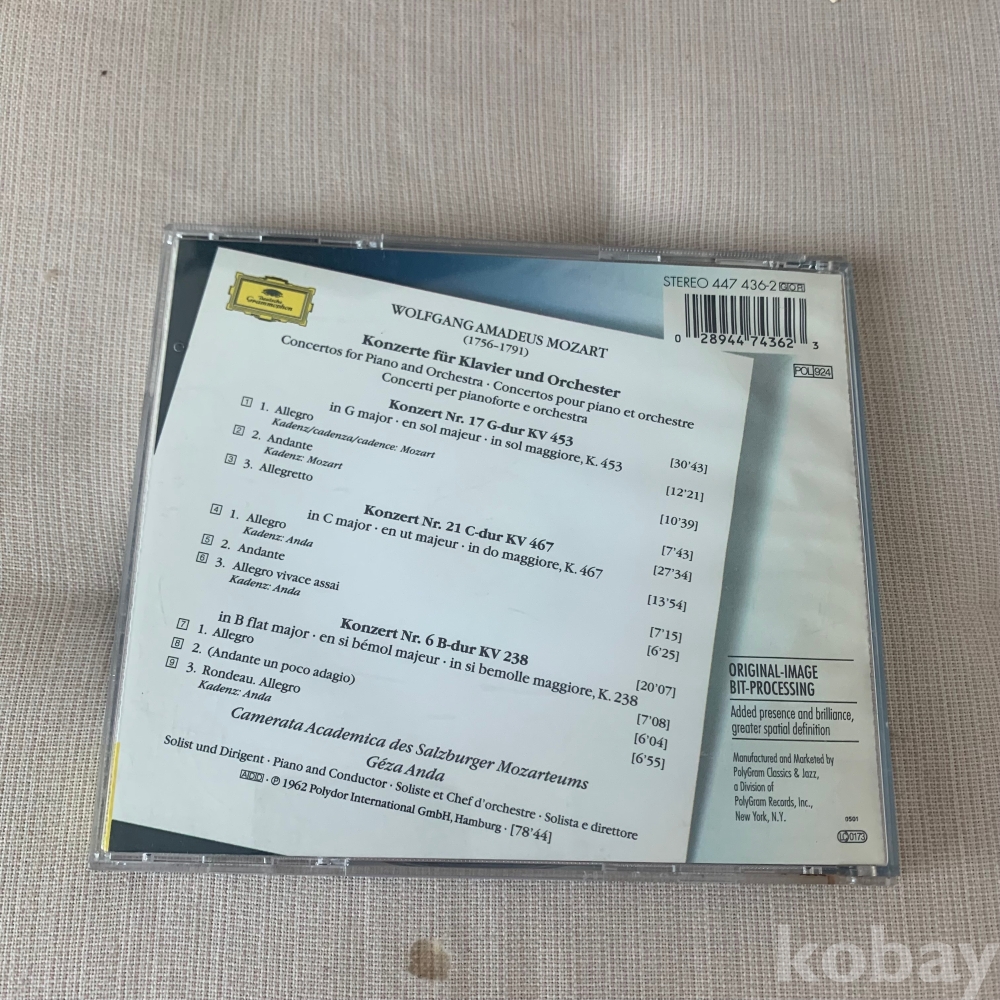 STEREO 447 436-2 GH OR
0 28944 74362 3
POL 924
Deutsche
Grammophon
WOLFGANG AMADEUS MOZART
(1756–1791)
Konzerte für Klavier und Orchester
Concertos for Piano and Orchestra · Concertos pour piano et orchestre
Concerti per pianoforte e orchestra
Konzert Nr. 17 G-dur KV 453
in G major · en sol majeur · in sol maggiore, K. 453 [30'43]
1 1. Allegro [12'21]
Kadenz/cadenza/cadence: Mozart
2 2. Andante [10'39]
Kadenz: Mozart
3 3. Allegretto [7'43]
Konzert Nr. 21 C-dur KV 467
in C major · en ut majeur · in do maggiore, K. 467 [27'34]
4 1. Allegro [13'54]
Kadenz: Anda
5 2. Andante [7'15]
6 3. Allegro vivace assai [6'25]
Kadenz: Anda
Konzert Nr. 6 B-dur KV 238
in B flat major · en si bémol majeur · in si bemolle maggiore, K. 238 [20'07]
7 1. Allegro [7'08]
8 2. (Andante un poco adagio) [6'04]
9 3. Rondeau. Allegro [6'55]
Kadenz: Anda
Camerata Academica des Salzburger Mozarteums
Géza Anda
Solist und Dirigent · Piano and Conductor · Soliste et Chef d'orchestre · Solista e direttore
ADD · ℗ 1962 Polydor International GmbH, Hamburg · [78'44]
ORIGINAL-IMAGE
BIT-PROCESSING
Added presence and brilliance,
greater spatial definition
Manufactured and Marketed by
PolyGram Classics & Jazz,
a Division of
PolyGram Records, Inc.,
New York, N.Y.
0501
LC 0173
kobay